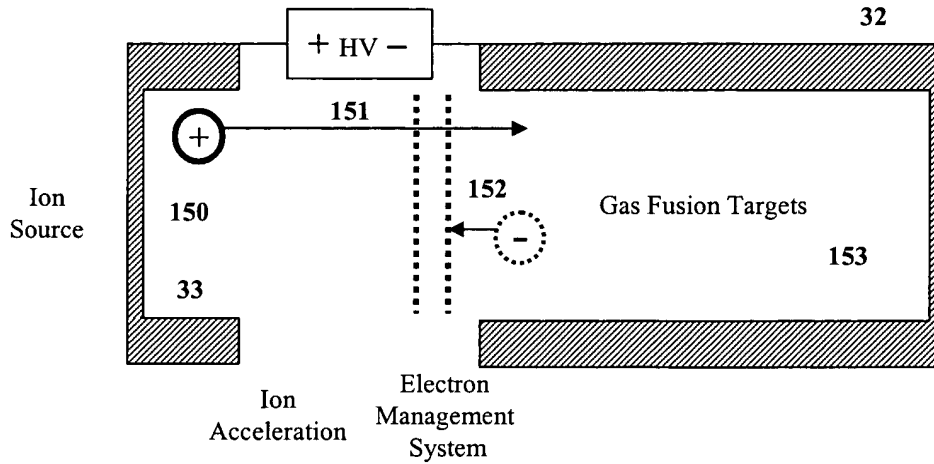 32
+ HV −
151
+
152
Ion
Source
150
Gas Fusion Targets
-
153
33
Ion
Acceleration
Electron
Management
System